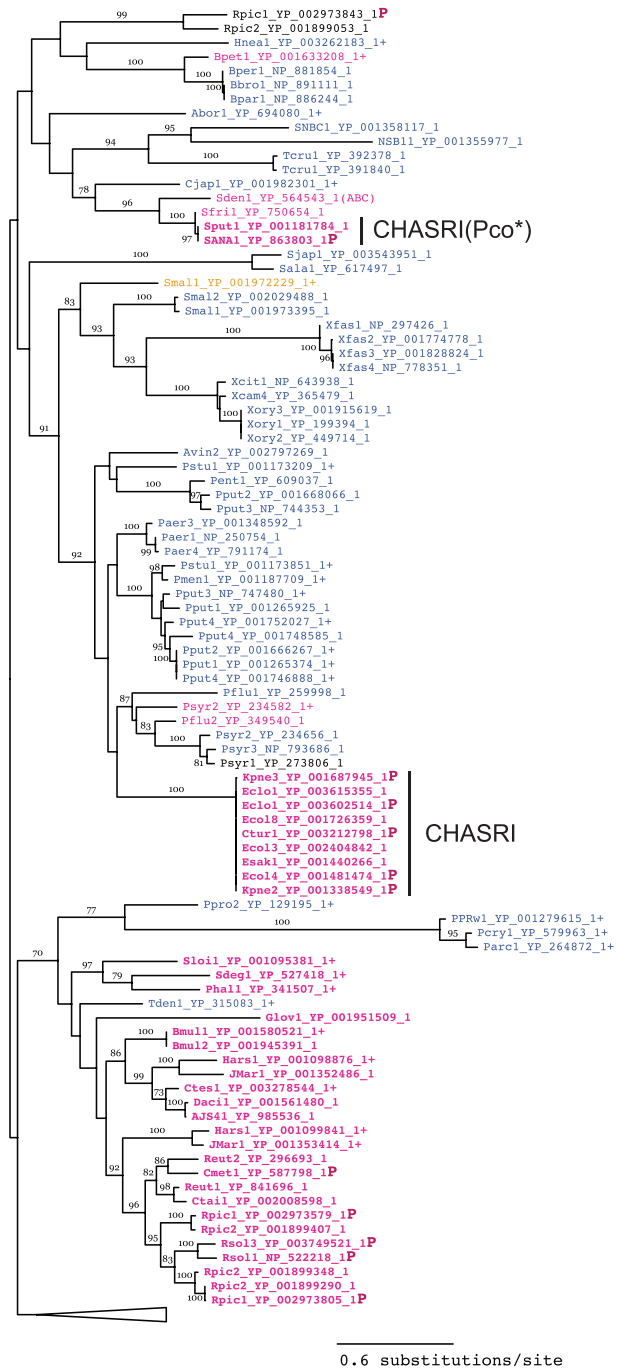 99
Rpic1_YP_002973843_1P
Rpic2_YP_001899053_1
Hnea1_YP_003262183_1+
Bpet1_YP_001633208_1+
100
100
Bper1_NP_881854_1
Bbro1_NP_891111_1
100
Bpar1_NP_886244_1
Abor1_YP_694080_1+
95
SNBC1_YP_001358117_1
94
NSB11_YP_001355977_1
100
Tcru1_YP_392378_1
Tcru1_YP_391840_1
78
Cjap1_YP_001982301_1+
96
Sden1_YP_564543_1(ABC)
100
Sfri1_YP_750654_1
Sput1_YP_001181784_1
97
SANA1_YP_863803_1P
CHASRI(Pco*)
100
Sjap1_YP_003543951_1
Sala1_YP_617497_1
Smal1_YP_001972229_1+
83
100
Smal2_YP_002029488_1
Smal1_YP_001973395_1
93
100
Xfas1_NP_297426_1
Xfas2_YP_001774778_1
100
Xfas3_YP_001828824_1
96
Xfas4_NP_778351_1
93
100
Xcit1_NP_643938_1
Xcam4_YP_365479_1
100
Xory3_YP_001915619_1
Xory1_YP_199394_1
Xory2_YP_449714_1
91
Avin2_YP_002797269_1
Pstu1_YP_001173209_1+
Pent1_YP_609037_1
100
97
Pput2_YP_001668066_1
Pput3_NP_744353_1
92
100
Paer3_YP_001348592_1
Paer1_NP_250754_1
99
Paer4_YP_791174_1
98
Pstu1_YP_001173851_1+
Pmen1_YP_001187709_1+
100
Pput3_NP_747480_1+
Pput1_YP_001265925_1
Pput4_YP_001752027_1+
Pput4_YP_001748585_1
95
Pput2_YP_001666267_1+
100
Pput1_YP_001265374_1+
Pput4_YP_001746888_1+
Pflu1_YP_259998_1
87
Psyr2_YP_234582_1+
83
Pflu2_YP_349540_1
100
Psyr2_YP_234656_1
Psyr3_NP_793686_1
81
Psyr1_YP_273806_1
100
Kpne3_YP_001687945_1P
Eclo1_YP_003615355_1
Eclo1_YP_003602514_1P
Ecol8_YP_001726359_1
Ctur1_YP_003212798_1P
Ecol3_YP_002404842_1
Esak1_YP_001440266_1
Ecol4_YP_001481474_1P
Kpne2_YP_001338549_1P
CHASRI
77
Ppro2_YP_129195_1+
100
PPRw1_YP_001279615_1+
95
Pcry1_YP_579963_1+
Parc1_YP_264872_1+
70
97
Sloi1_YP_001095381_1+
79
Sdeg1_YP_527418_1+
Phal1_YP_341507_1+
Tden1_YP_315083_1+
Glov1_YP_001951509_1
100
Bmul1_YP_001580521_1+
Bmul2_YP_001945391_1
86
100
Hars1_YP_001098876_1+
JMar1_YP_001352486_1
99
73
Ctes1_YP_003278544_1+
100
Daci1_YP_001561480_1
AJS41_YP_985536_1
100
Hars1_YP_001099841_1+
JMar1_YP_001353414_1+
92
86
Reut2_YP_296693_1
82
Cmet1_YP_587798_1P
98
Reut1_YP_841696_1
Ctai1_YP_002008598_1
96
100
Rpic1_YP_002973579_1P
Rpic2_YP_001899407_1
95
100
Rsol3_YP_003749521_1P
83
Rsol1_NP_522218_1P
100
Rpic2_YP_001899348_1
Rpic2_YP_001899290_1
100
Rpic1_YP_002973805_1P
0.6 substitutions/site